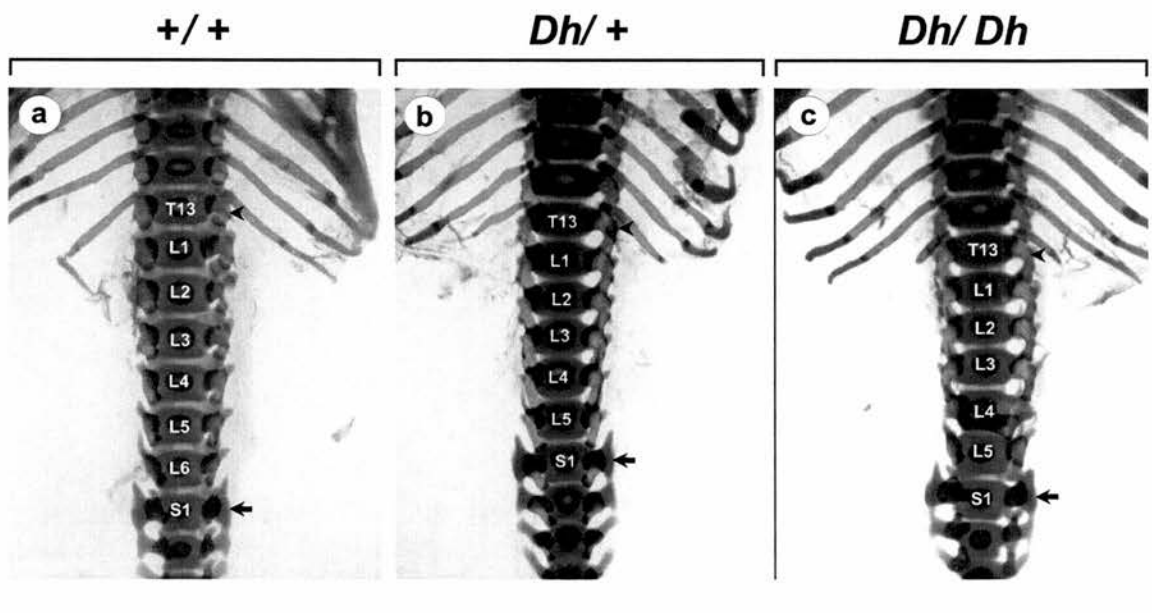 +/ + Dh/ + Dh/ Dh
a b c
T13
L1
L2
L3
L4
L5
L6
S1
T13
L1
L2
L3
L4
L5
S1
T13
L1
L2
L3
L4
L5
S1